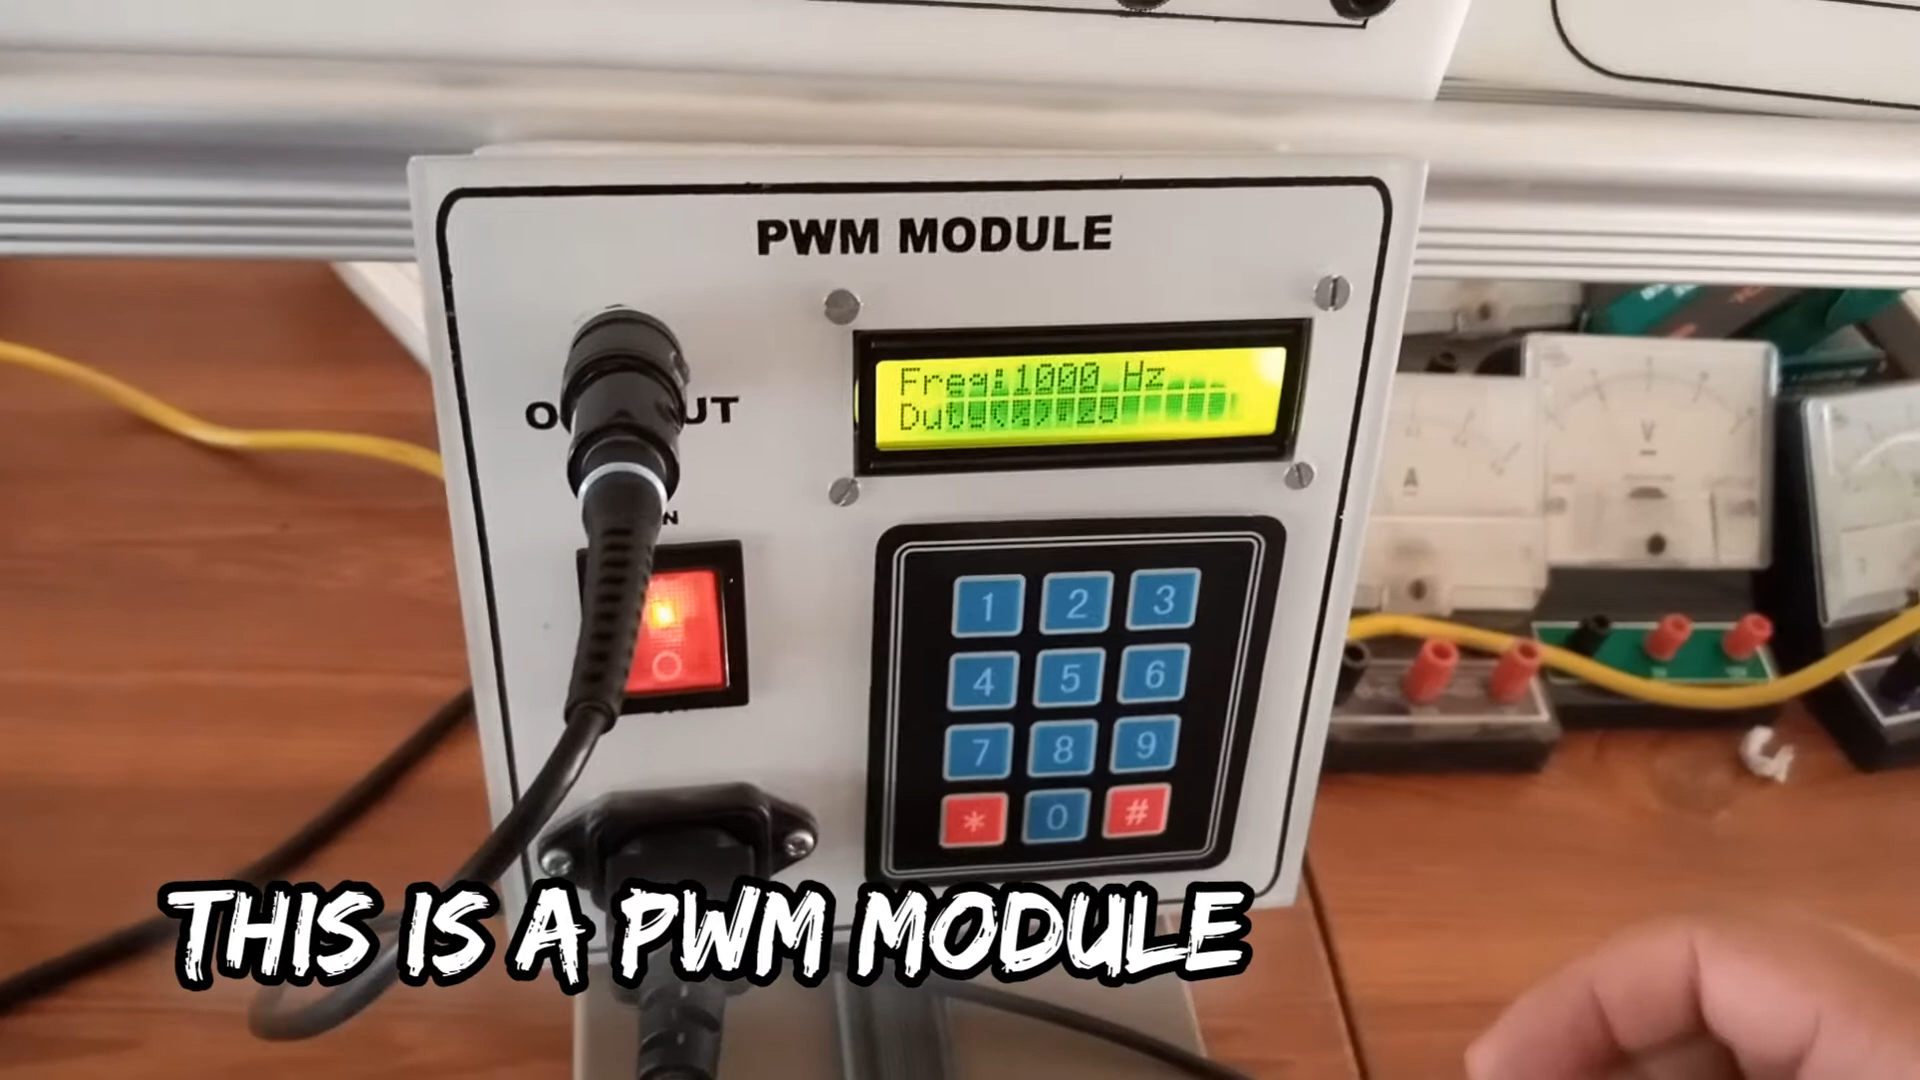 PWM MODULE
Freq:1000 Hz
1 2 3
4 5 6
7 8 9
* 0 #
A
V
THIS IS A PWM MODULE